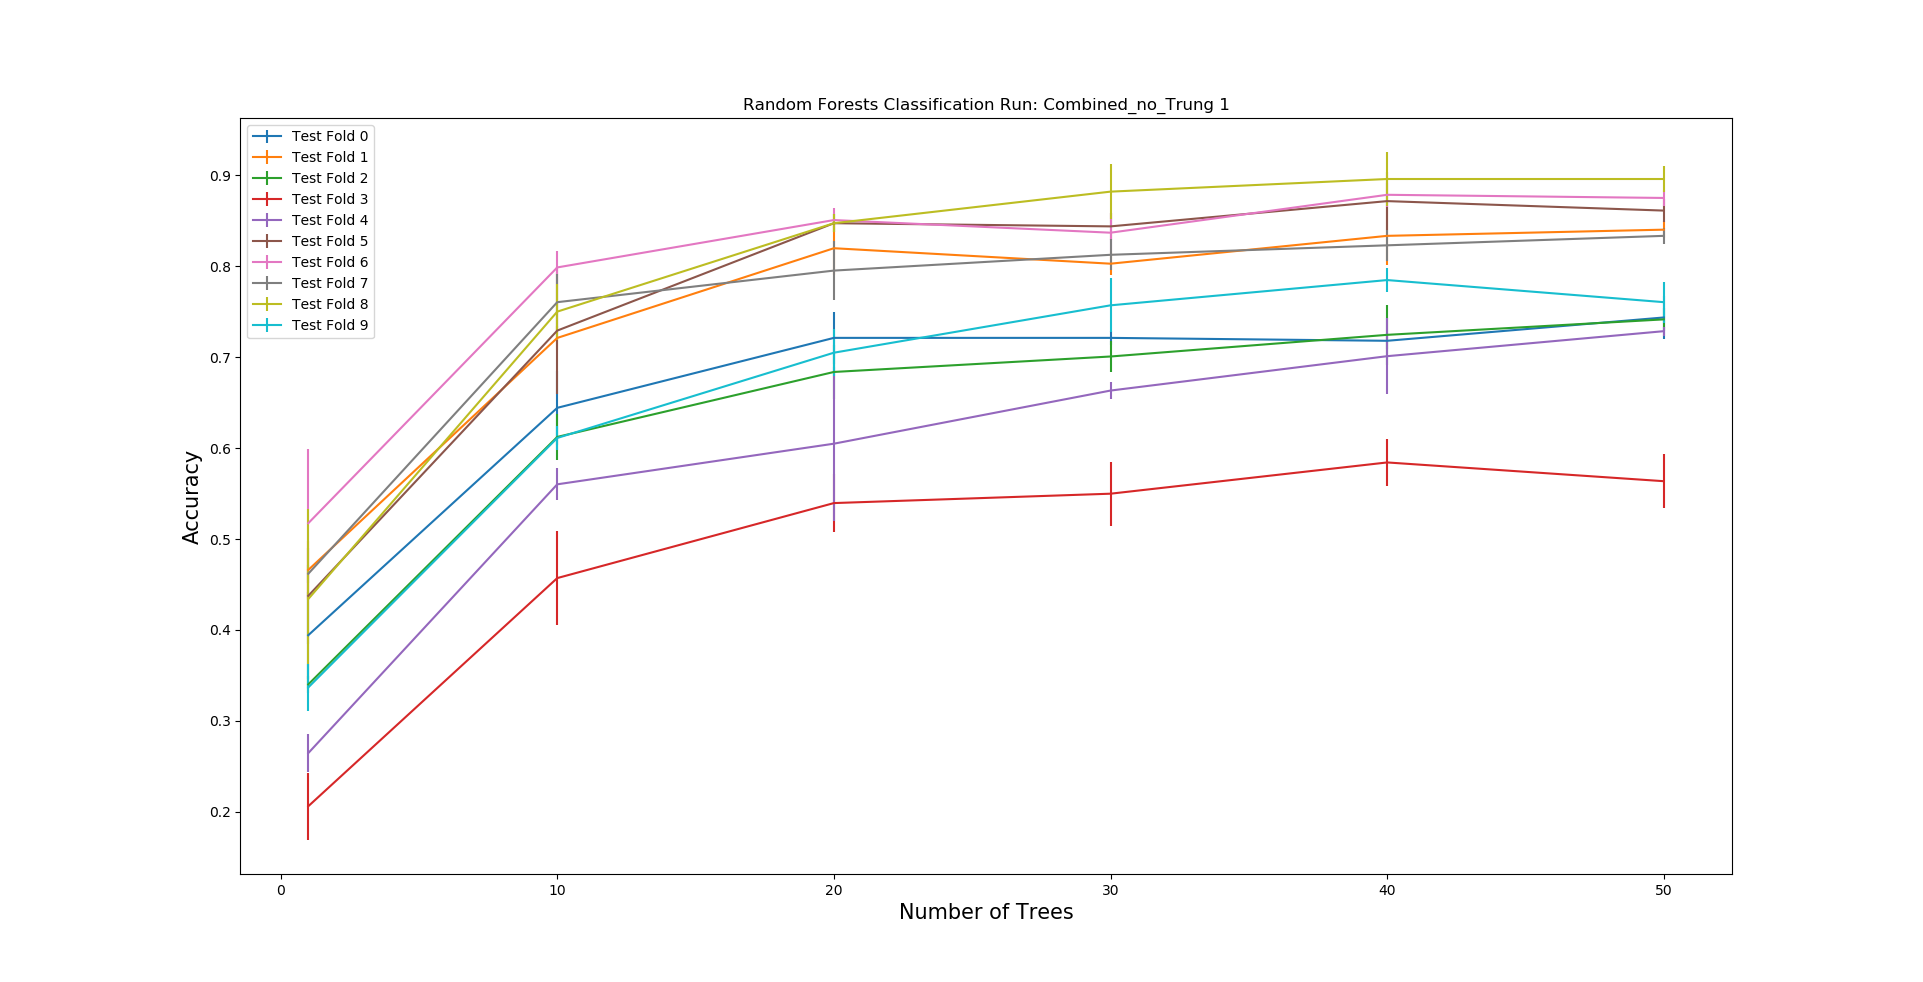 Random Forests Classification Run: Combined_no_Trung 1
Test Fold 0
Test Fold 1
Test Fold 2
Test Fold 3
Test Fold 4
Test Fold 5
Test Fold 6
Test Fold 7
Test Fold 8
Test Fold 9
0.9
0.8
0.7
0.6
0.5
0.4
0.3
0.2
Accuracy
0 10 20 30 40 50
Number of Trees